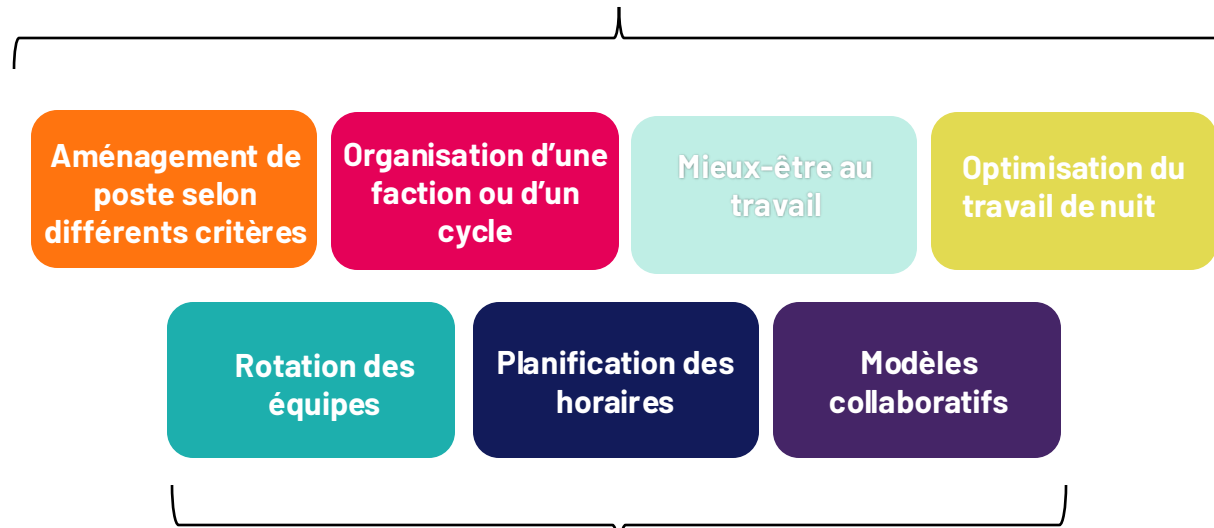 Aménagement de
poste selon
différents critères
Organisation d’une
faction ou d’un
cycle
Mieux-être au
travail
Optimisation du
travail de nuit
Rotation des
équipes
Planification des
horaires
Modèles
collaboratifs